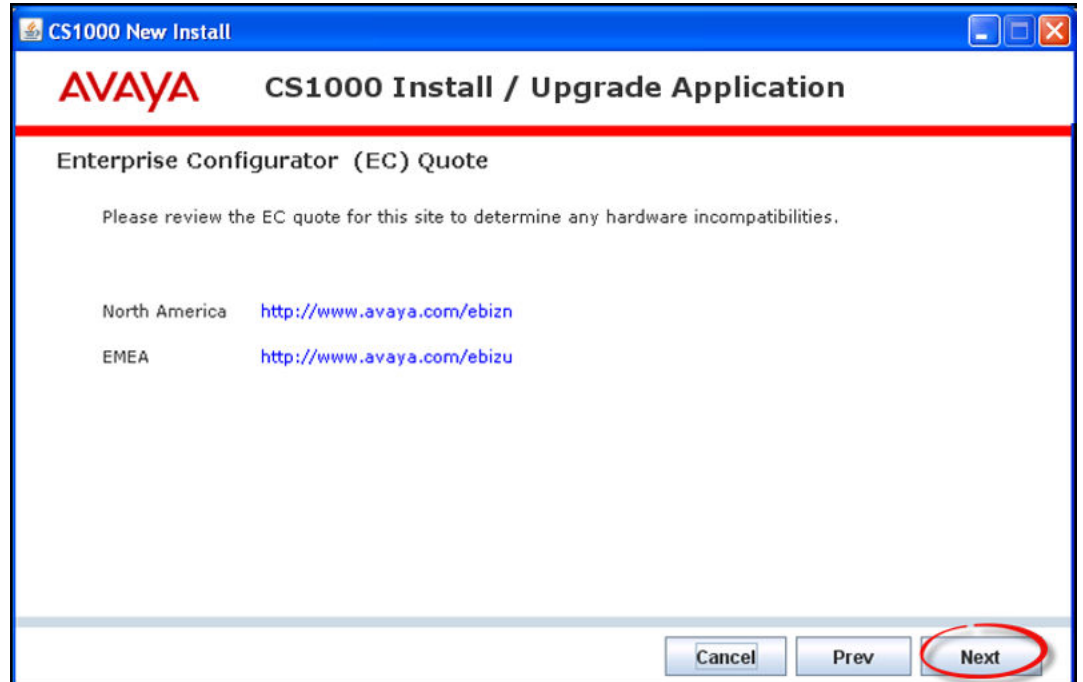 CS1000 New Install
AVAYA CS1000 Install / Upgrade Application
Enterprise Configurator (EC) Quote
Please review the EC quote for this site to determine any hardware incompatibilities.
North America http://www.avaya.com/ebizn
EMEA http://www.avaya.com/ebizu
Cancel Prev Next